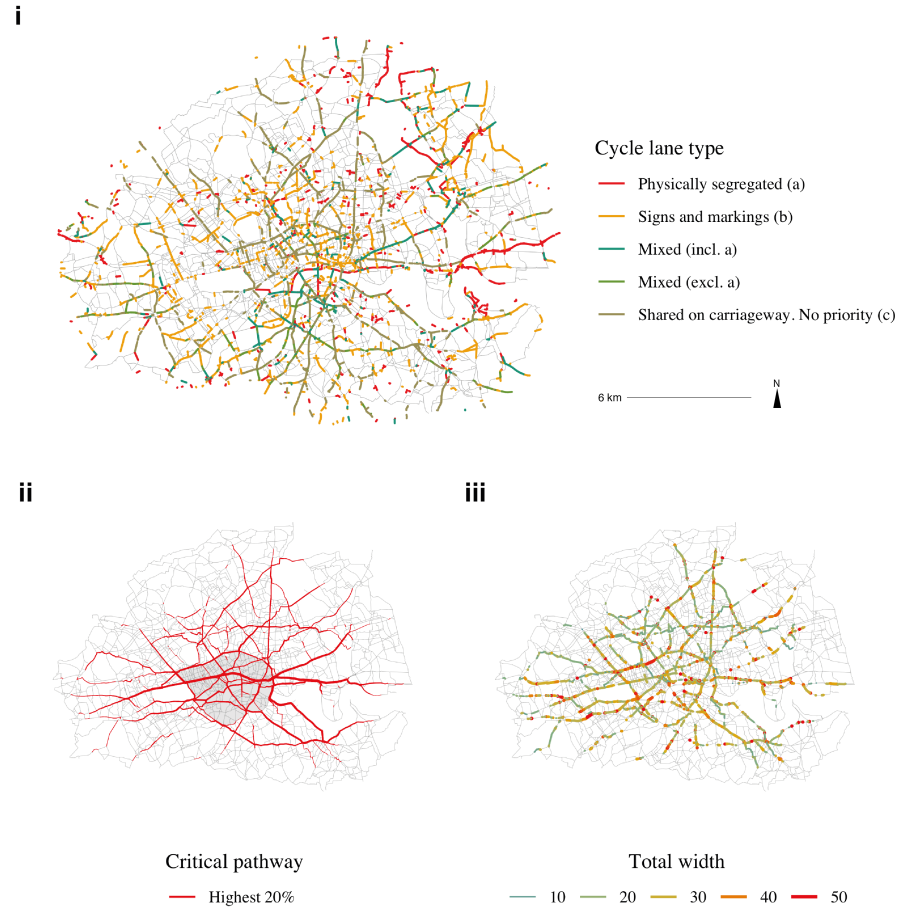 i
Cycle lane type
Physically segregated (a)
Signs and markings (b)
Mixed (incl. a)
Mixed (excl. a)
Shared on carriageway. No priority (c)
6 km
N
ii
iii
Critical pathway
Highest 20%
Total width
10 20 30 40 50